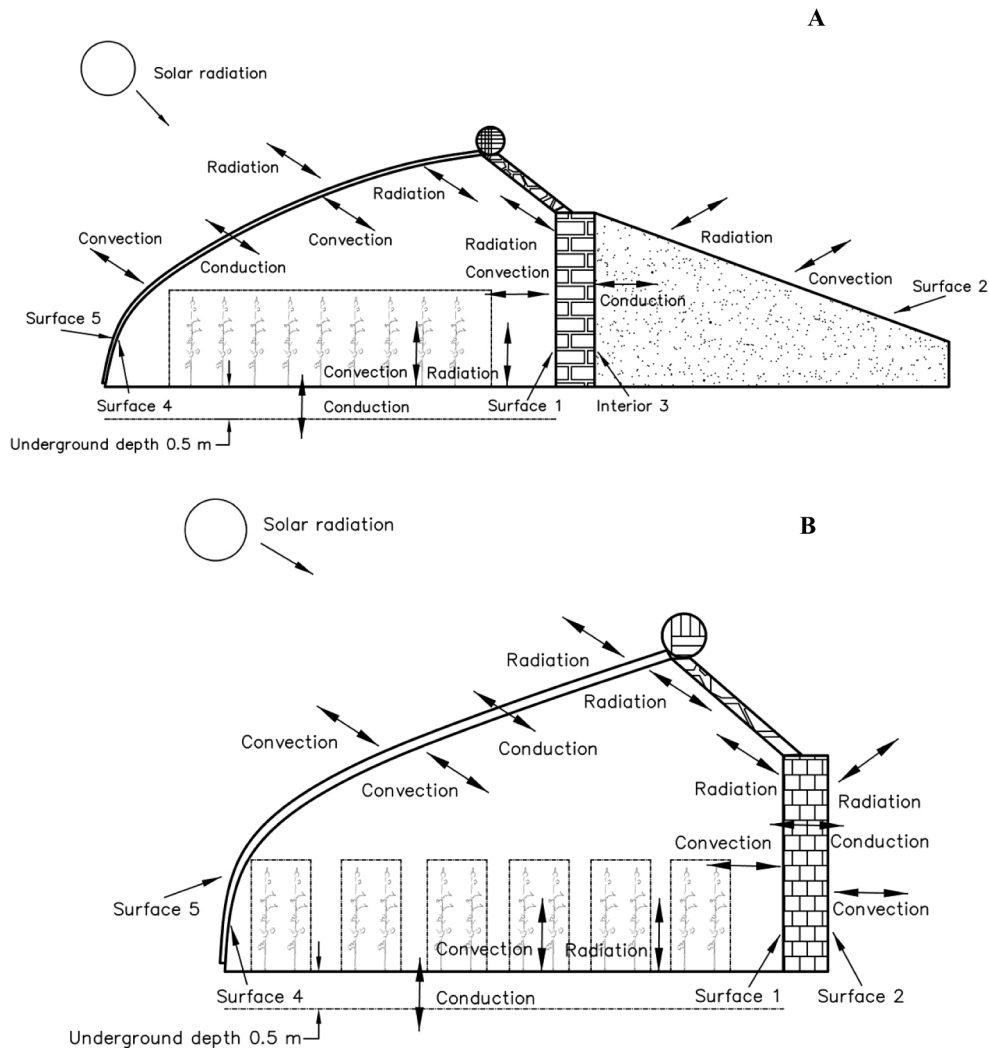 A
Solar radiation
Radiation
Radiation
Convection
Convection
Conduction
Radiation
Convection
Radiation
Convection
Conduction
Surface 2
Surface 5
Convection
Radiation
Surface 4
Conduction
Surface 1
Interior 3
Underground depth 0.5 m
B
Solar radiation
Radiation
Radiation
Convection
Conduction
Convection
Radiation
Radiation
Convection
Conduction
Surface 5
Convection
Convection
Radiation
Surface 4
Conduction
Surface 1
Surface 2
Underground depth 0.5 m